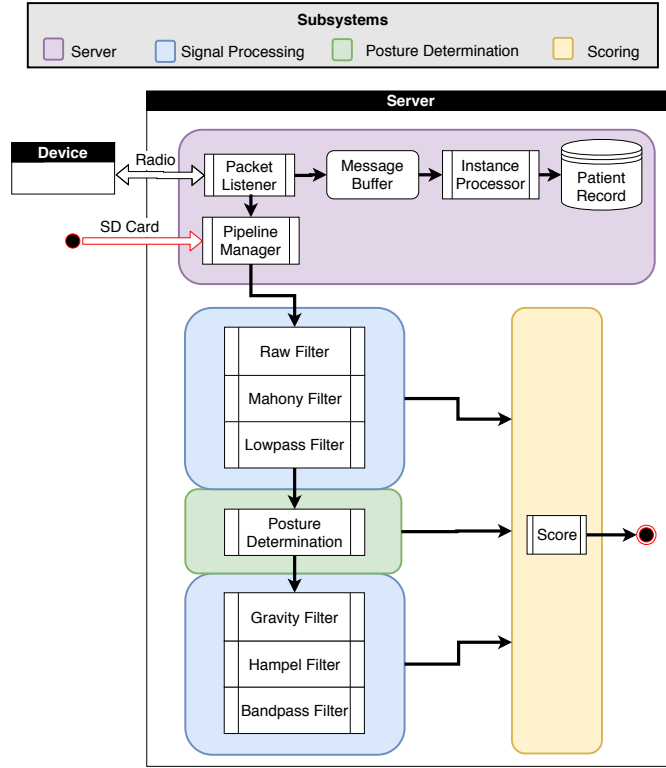 Subsystems
Server
Signal Processing
Posture Determination
Scoring
Server
Device
Radio
Packet
Listener
Message
Buffer
Instance
Processor
Patient
Record
SD Card
Pipeline
Manager
Raw Filter
Mahony Filter
Lowpass Filter
Posture
Determination
Score
Gravity Filter
Hampel Filter
Bandpass Filter